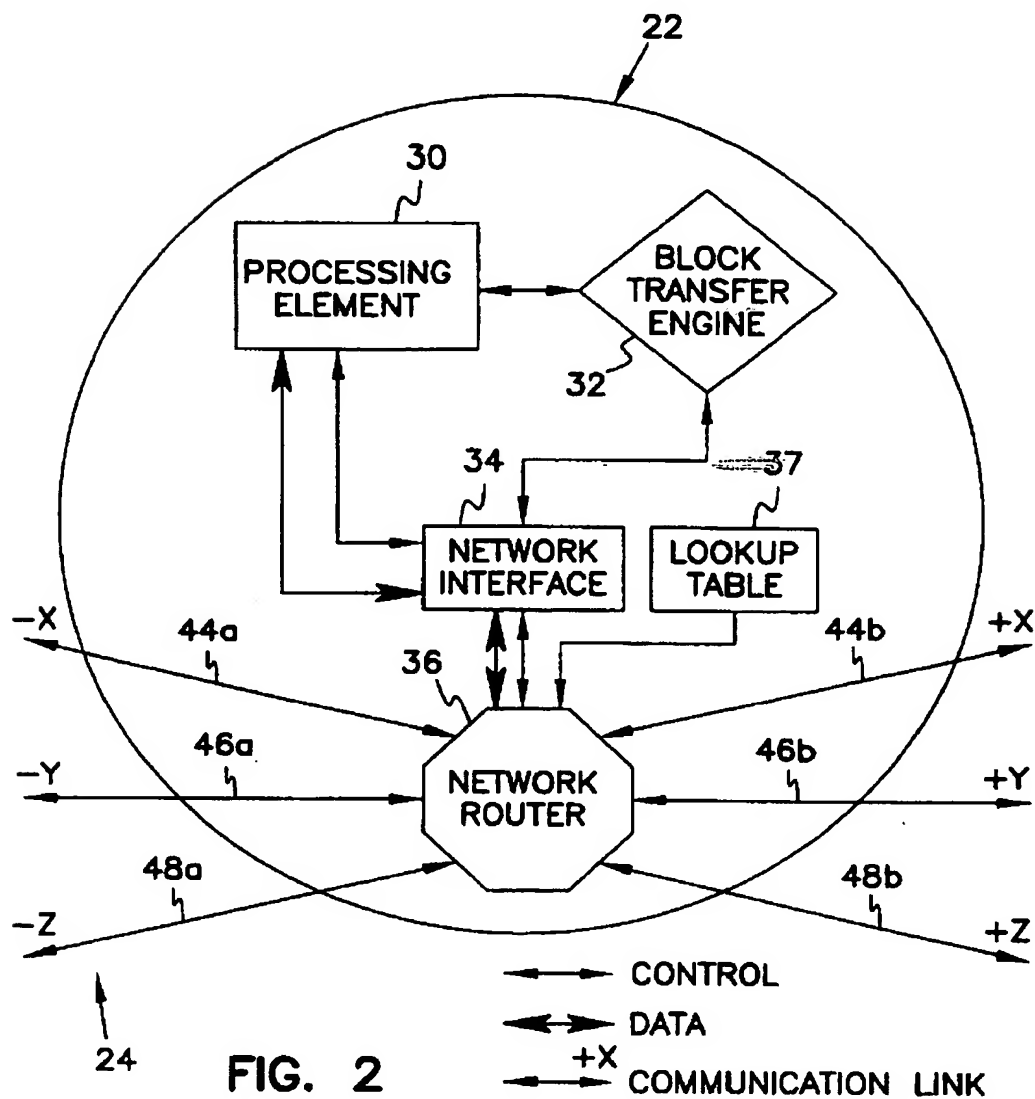 22
30
PROCESSING
ELEMENT
BLOCK
TRANSFER
ENGINE
32
34
37
NETWORK
INTERFACE
LOOKUP
TABLE
-X
44a
36
44b
+X
-Y
46a
NETWORK
ROUTER
46b
+Y
48a
48b
-Z
+Z
CONTROL
DATA
24
FIG. 2
+X
COMMUNICATION LINK